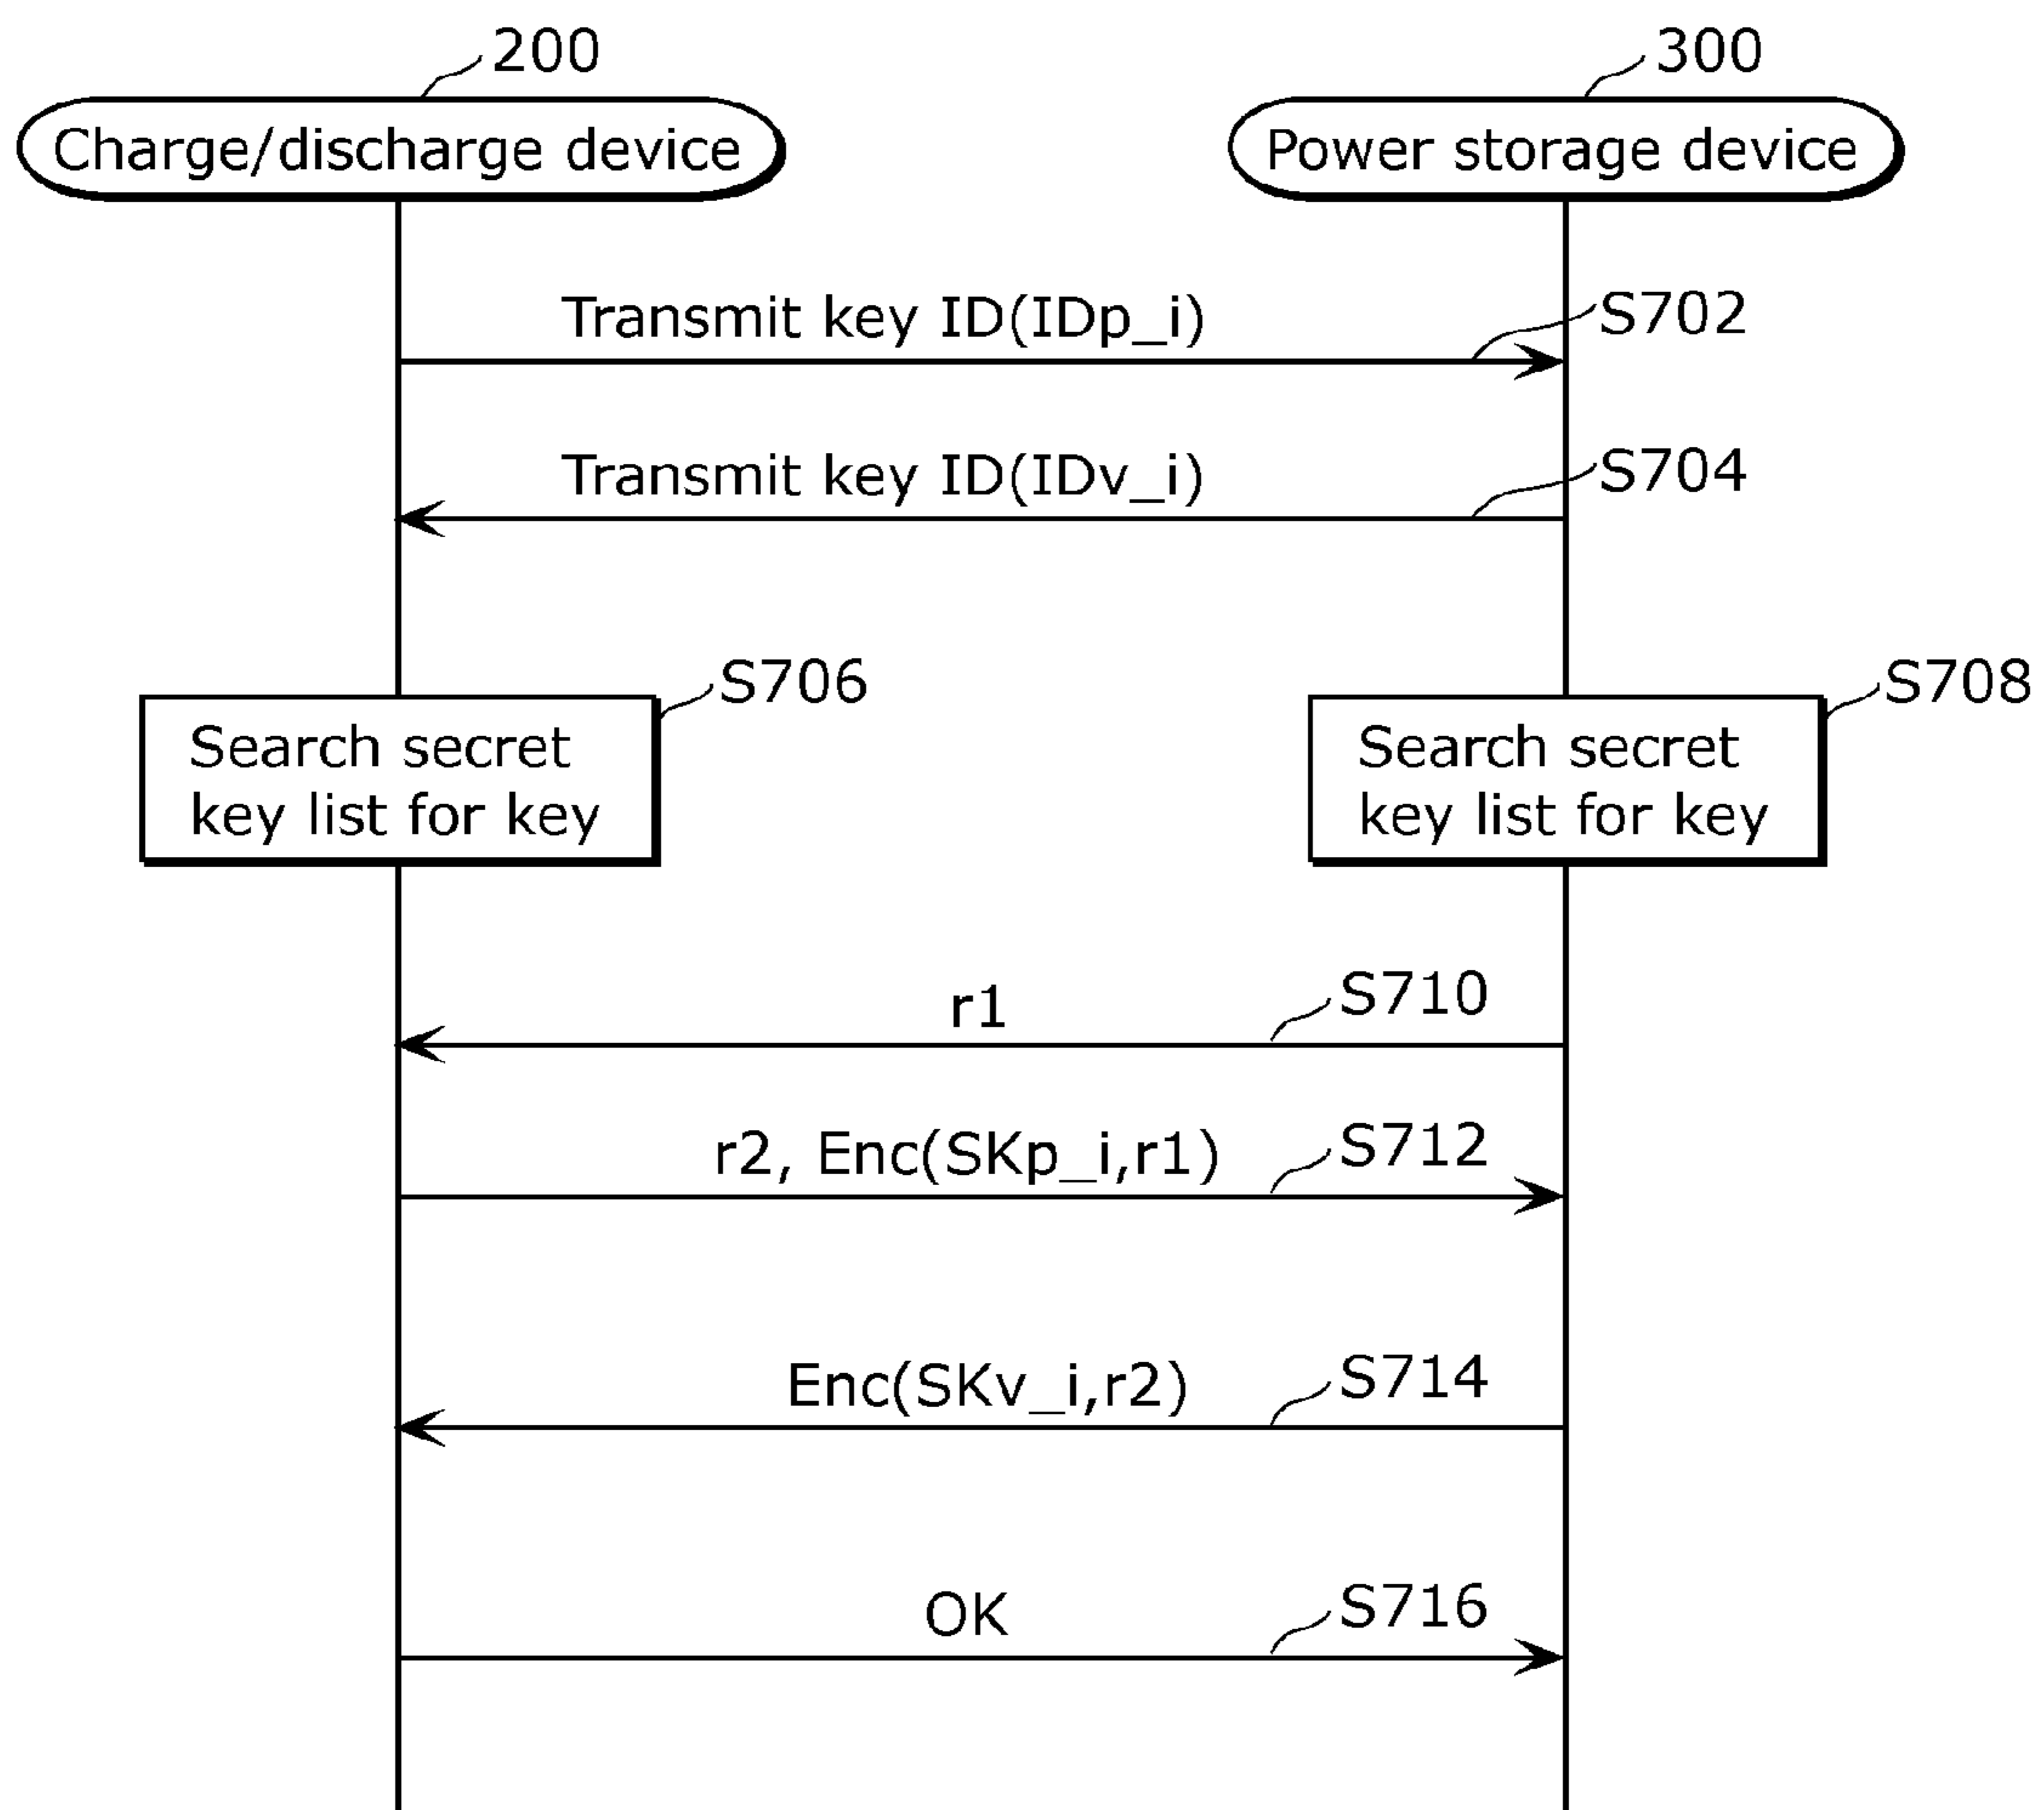 200
300
Charge/discharge device
Power storage device
Transmit key ID(IDp_i)
S702
Transmit key ID(IDv_i)
S704
S706
S708
Search secret
key list for key
Search secret
key list for key
r1
S710
r2, Enc(SKp_i,r1)
S712
Enc(SKv_i,r2)
S714
OK
S716